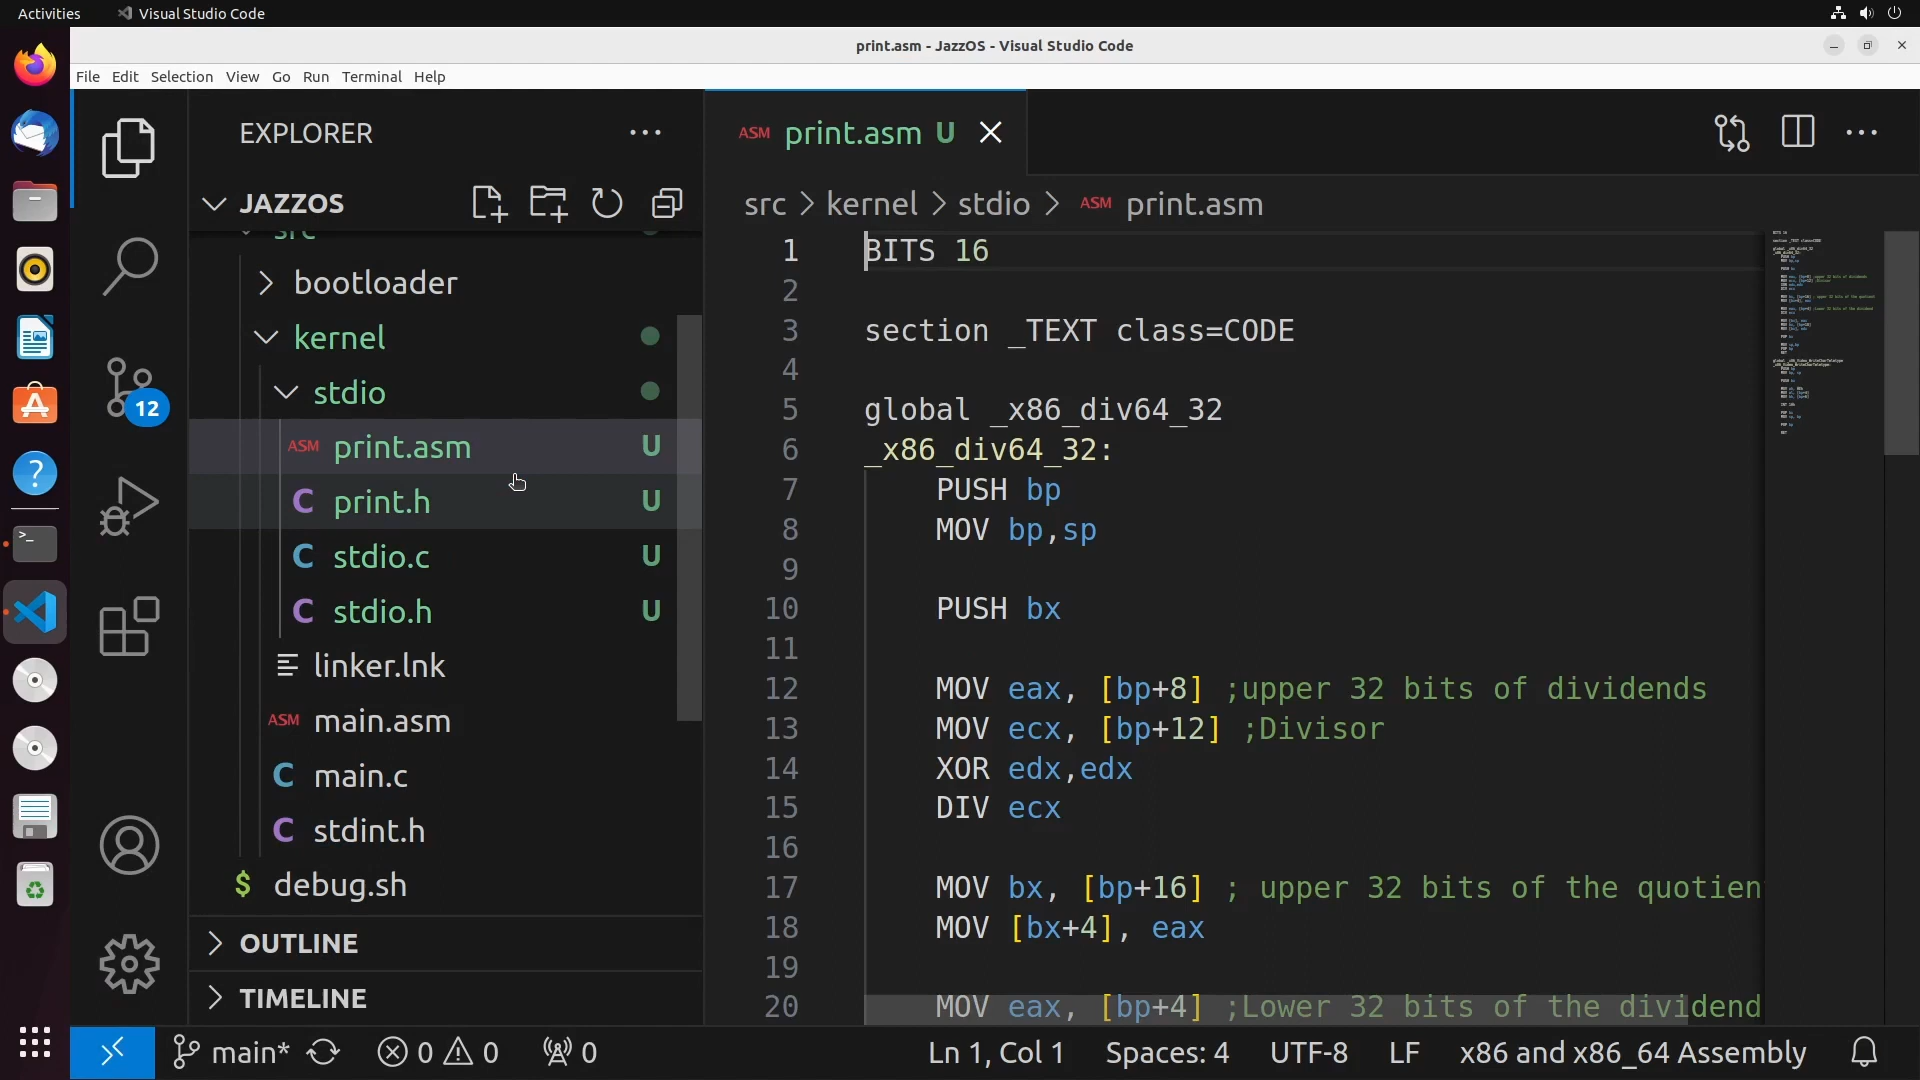 Activities Visual Studio Code
print.asm - JazzOS - Visual Studio Code
File Edit Selection View Go Run Terminal Help
EXPLORER
JAZZOS
src
bootloader
kernel
stdio
ASM print.asm U
C print.h U
C stdio.c U
C stdio.h U
linker.lnk
ASM main.asm
C main.c
C stdint.h
$ debug.sh
OUTLINE
TIMELINE
12
ASM print.asm U
src > kernel > stdio > ASM print.asm
1 BITS 16
2
3 section _TEXT class=CODE
4
5 global _x86_div64_32
6 _x86_div64_32:
7 PUSH bp
8 MOV bp,sp
9
10 PUSH bx
11
12 MOV eax, [bp+8] ;upper 32 bits of dividends
13 MOV ecx, [bp+12] ;Divisor
14 XOR edx,edx
15 DIV ecx
16
17 MOV bx, [bp+16] ; upper 32 bits of the quotien
18 MOV [bx+4], eax
19
20 MOV eax, [bp+4] ;Lower 32 bits of the dividend
main* 0 0 0 Ln 1, Col 1 Spaces: 4 UTF-8 LF x86 and x86_64 Assembly